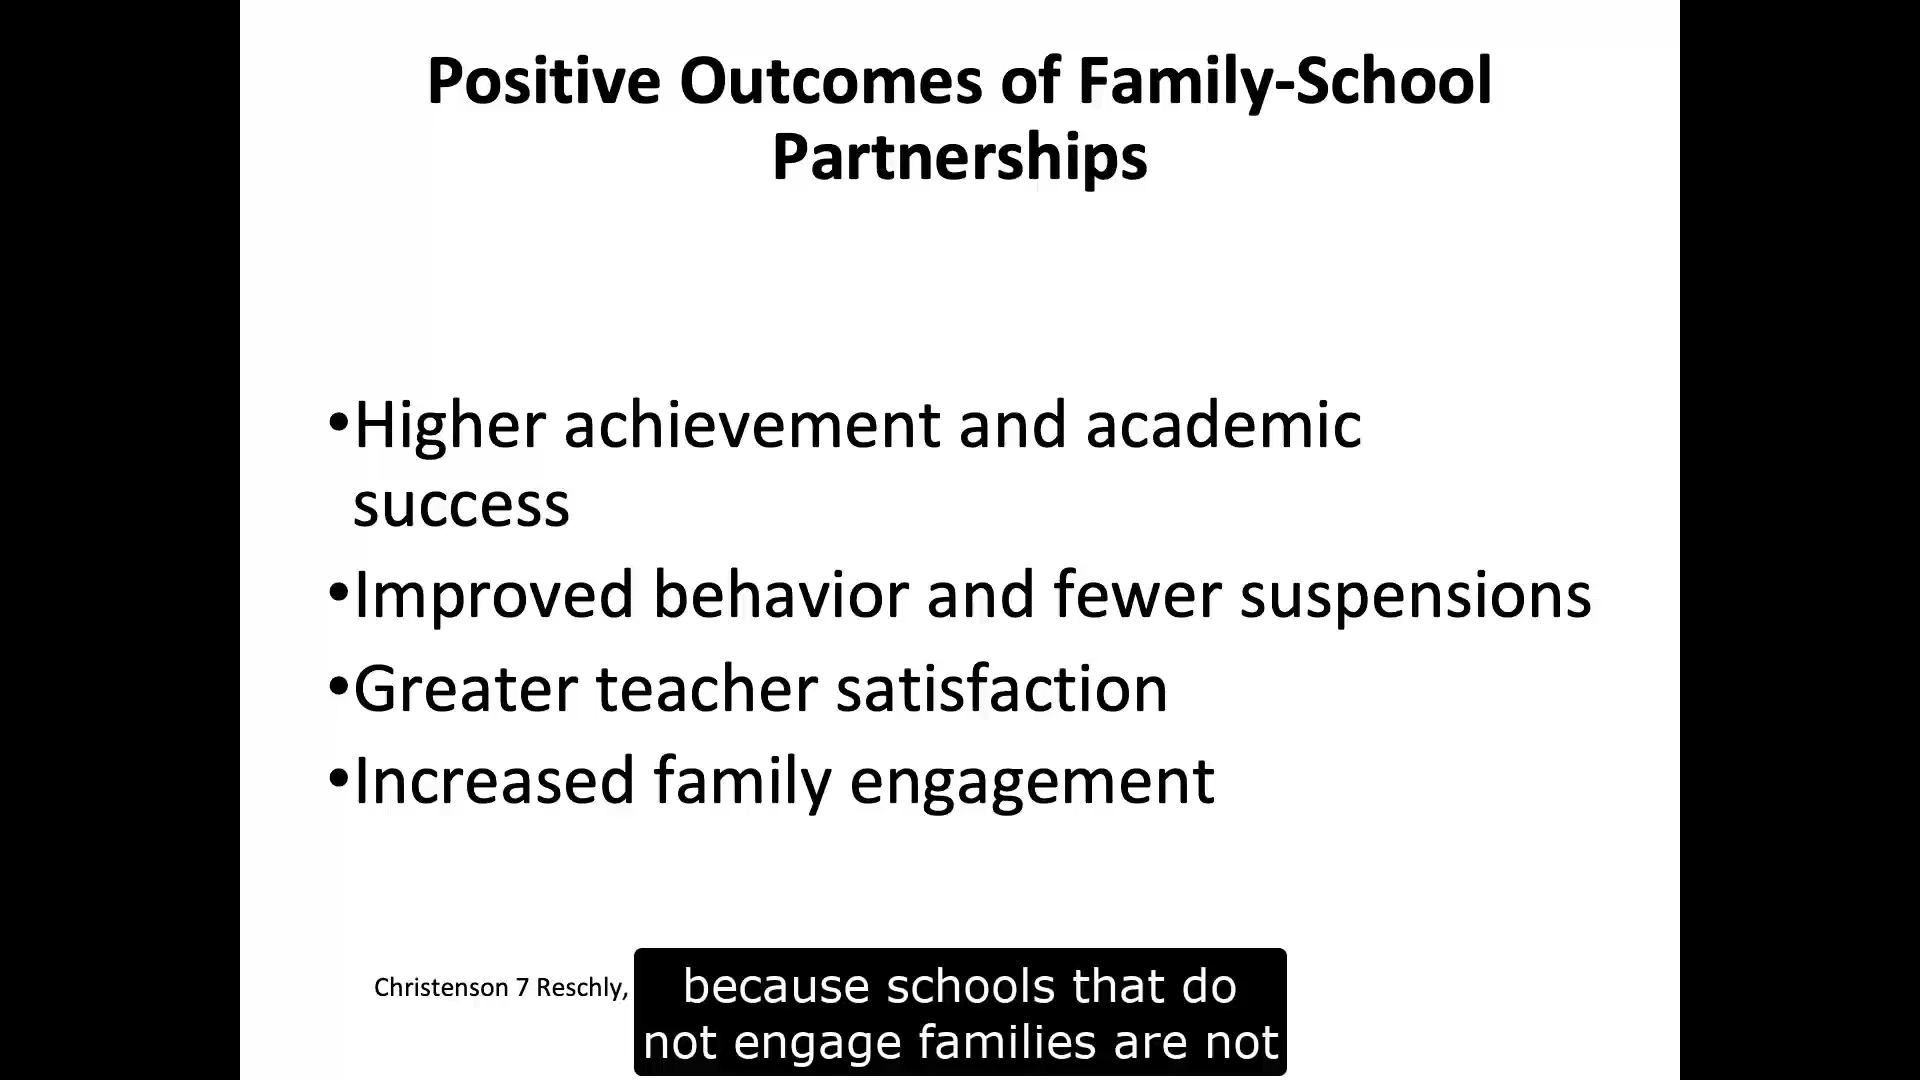 Positive Outcomes of Family-School
Partnerships
•Higher achievement and academic
success
•Improved behavior and fewer suspensions
•Greater teacher satisfaction
•Increased family engagement
Christenson 7 Reschly,
because schools that do
not engage families are not